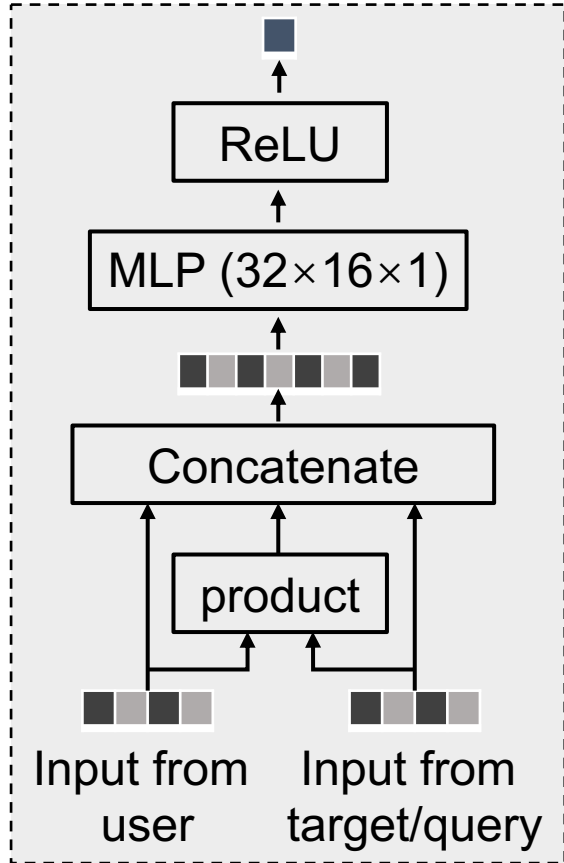 ReLU
MLP (32×16×1)
Concatenate
product
Input from
user
Input from
target/query